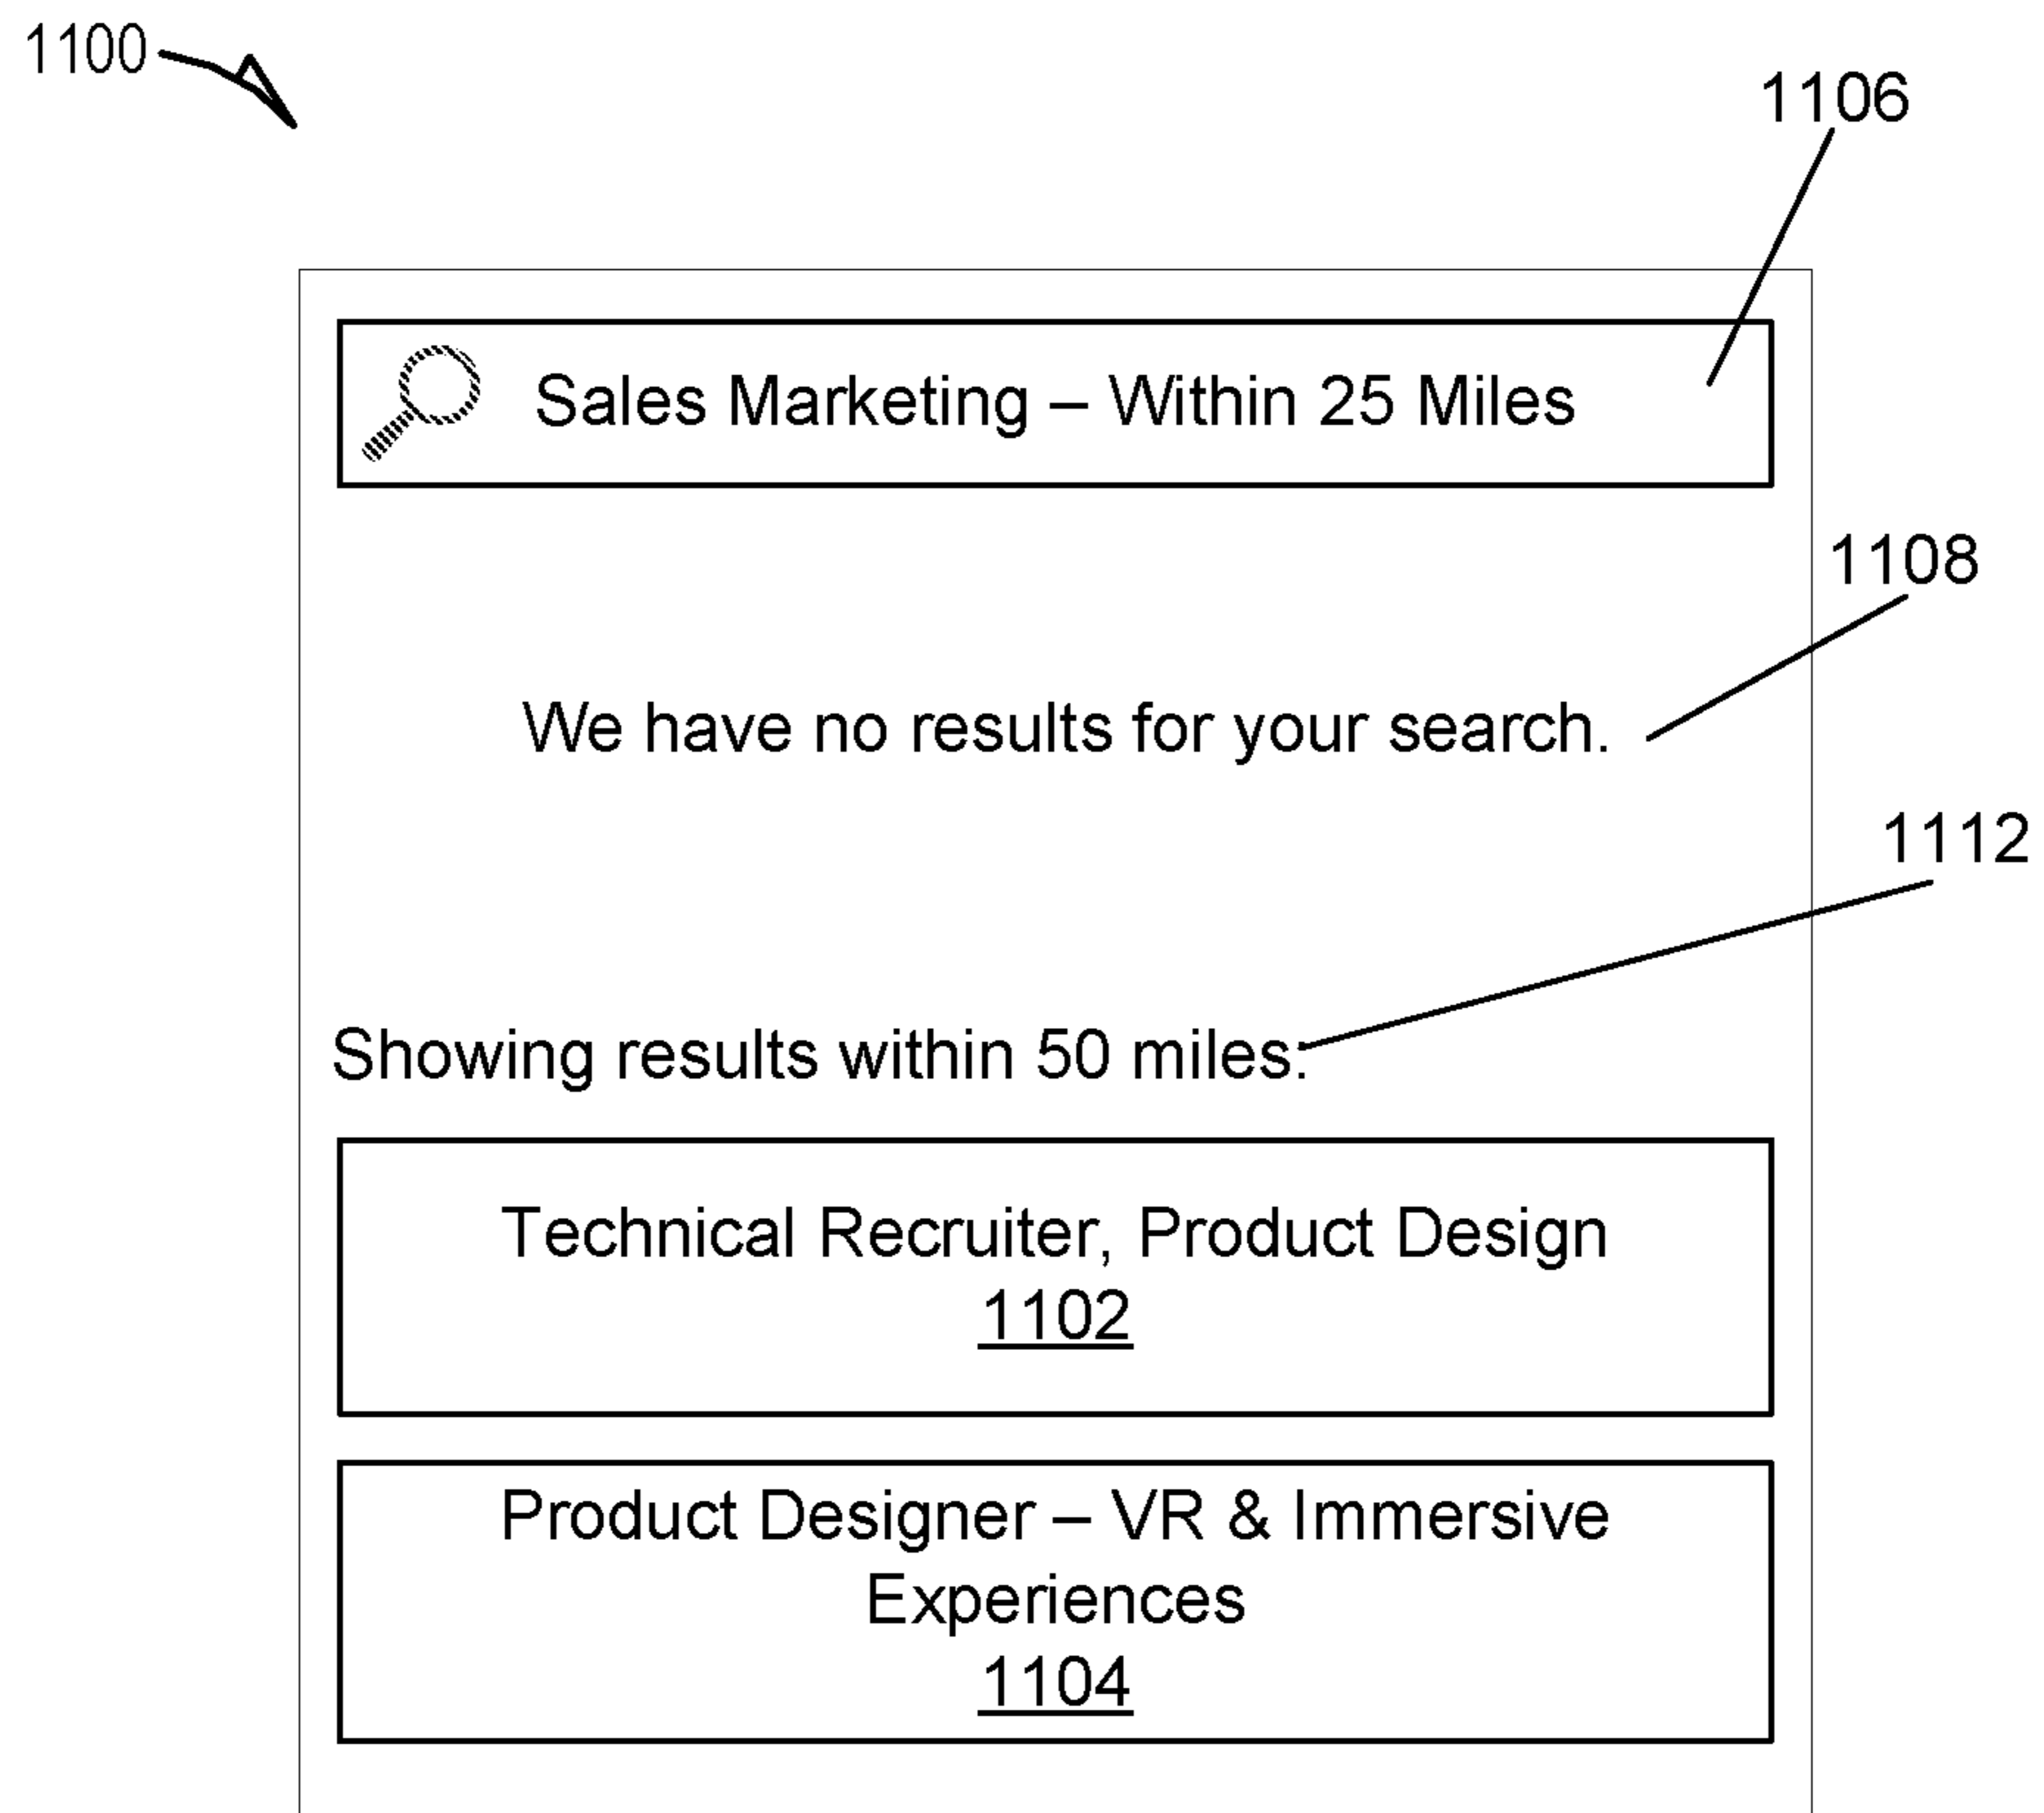 1100
1106
Sales Marketing – Within 25 Miles
1108
We have no results for your search.
1112
Showing results within 50 miles:
Technical Recruiter, Product Design
1102
Product Designer – VR & Immersive
Experiences
1104